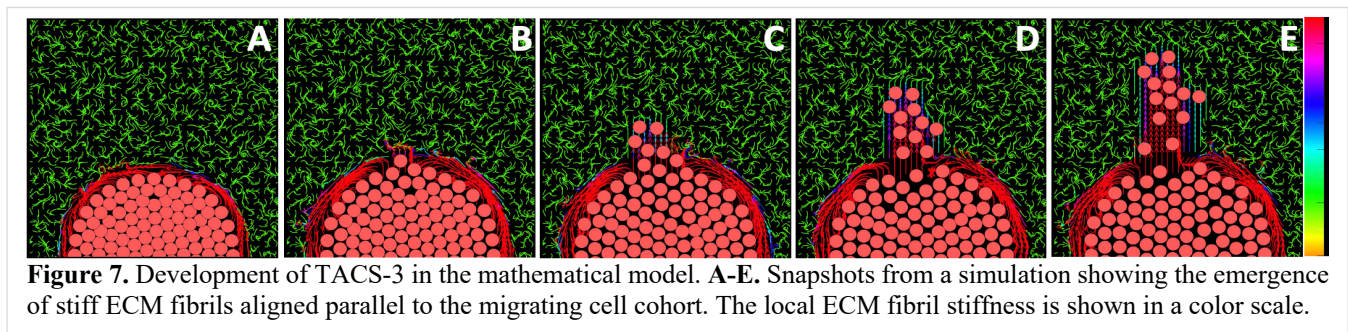 A B C D E
Figure 7. Development of TACS-3 in the mathematical model. A-E. Snapshots from a simulation showing the emergence
of stiff ECM fibrils aligned parallel to the migrating cell cohort. The local ECM fibril stiffness is shown in a color scale.